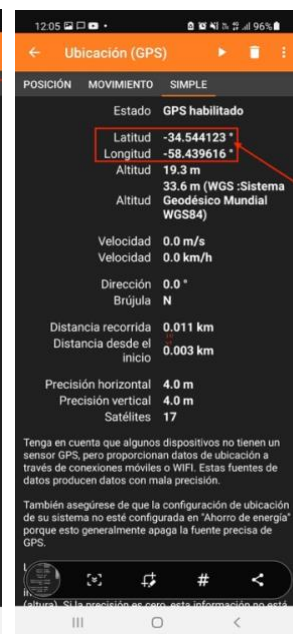 12:05 96%
Ubicación (GPS)
POSICIÓN MOVIMIENTO SIMPLE
Estado GPS habilitado
Latitud -34.544123 °
Longitud -58.439616 °
Altitud 19.3 m
Altitud 33.6 m (WGS :Sistema
Geodésico Mundial
WGS84)
Velocidad 0.0 m/s
Velocidad 0.0 km/h
Dirección 0.0 °
Brújula N
Distancia recorrida 0.011 km
Distancia desde el
inicio 0.003 km
Precisión horizontal 4.0 m
Precisión vertical 4.0 m
Satélites 17
Tenga en cuenta que algunos dispositivos no tienen un
sensor GPS, pero proporcionan datos de ubicación a
través de conexiones móviles o WIFI. Estas fuentes de
datos producen datos con mala precisión.
También asegúrese de que la configuración de ubicación
de su sistema no esté configurada en "Ahorro de energía"
porque esto generalmente apaga la fuente precisa de
GPS.
(altura). Si la precisión es cero, esta información no está